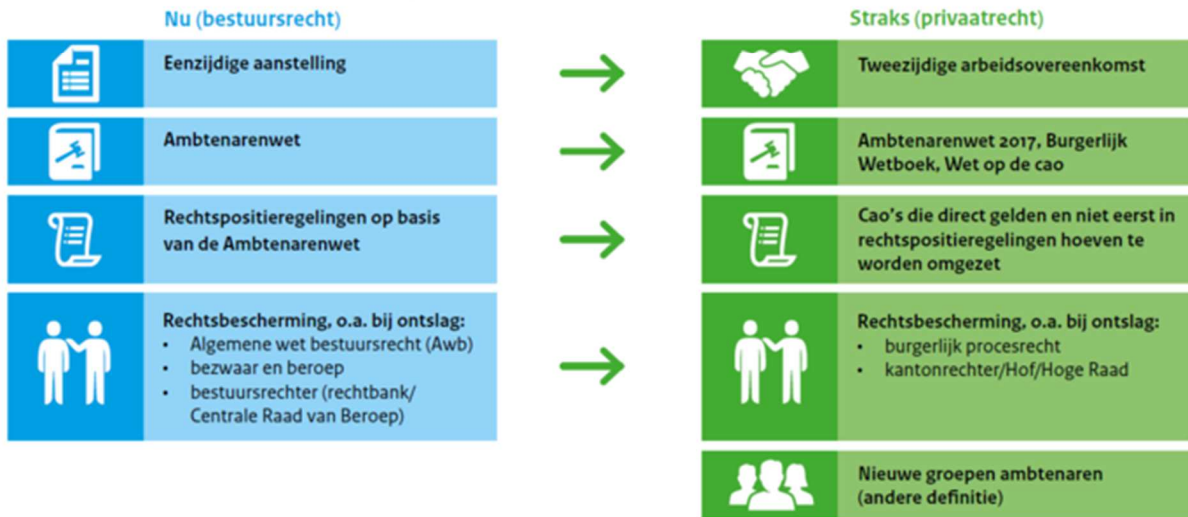 Nu (bestuursrecht)
Straks (privaatrecht)
Eenzijdige aanstelling
Tweezijdige arbeidsovereenkomst
Ambtenarenwet
Ambtenarenwet 2017, Burgerlijk
Wetboek, Wet op de cao
Rechtspositieregelingen op basis
van de Ambtenarenwet
Cao's die direct gelden en niet eerst in
rechtspositieregelingen hoeven te
worden omgezet
Rechtsbescherming, o.a. bij ontslag:
• Algemene wet bestuursrecht (Awb)
• bezwaar en beroep
• bestuursrechter (rechtbank/
Centrale Raad van Beroep)
Rechtsbescherming, o.a. bij ontslag:
• burgerlijk procesrecht
• kantonrechter/Hof/Hoge Raad
Nieuwe groepen ambtenaren
(andere definitie)